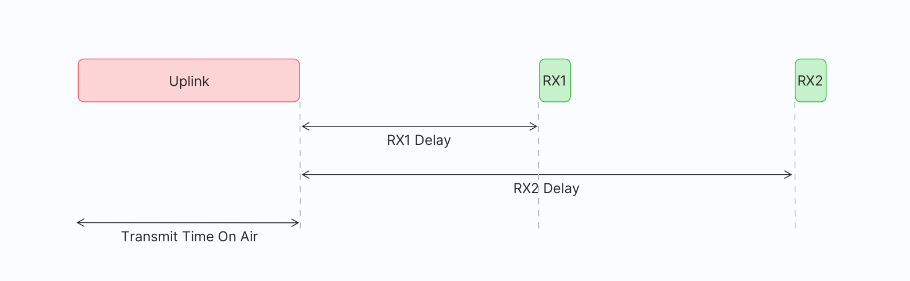 Uplink
RX1
RX2
RX1 Delay
RX2 Delay
Transmit Time On Air